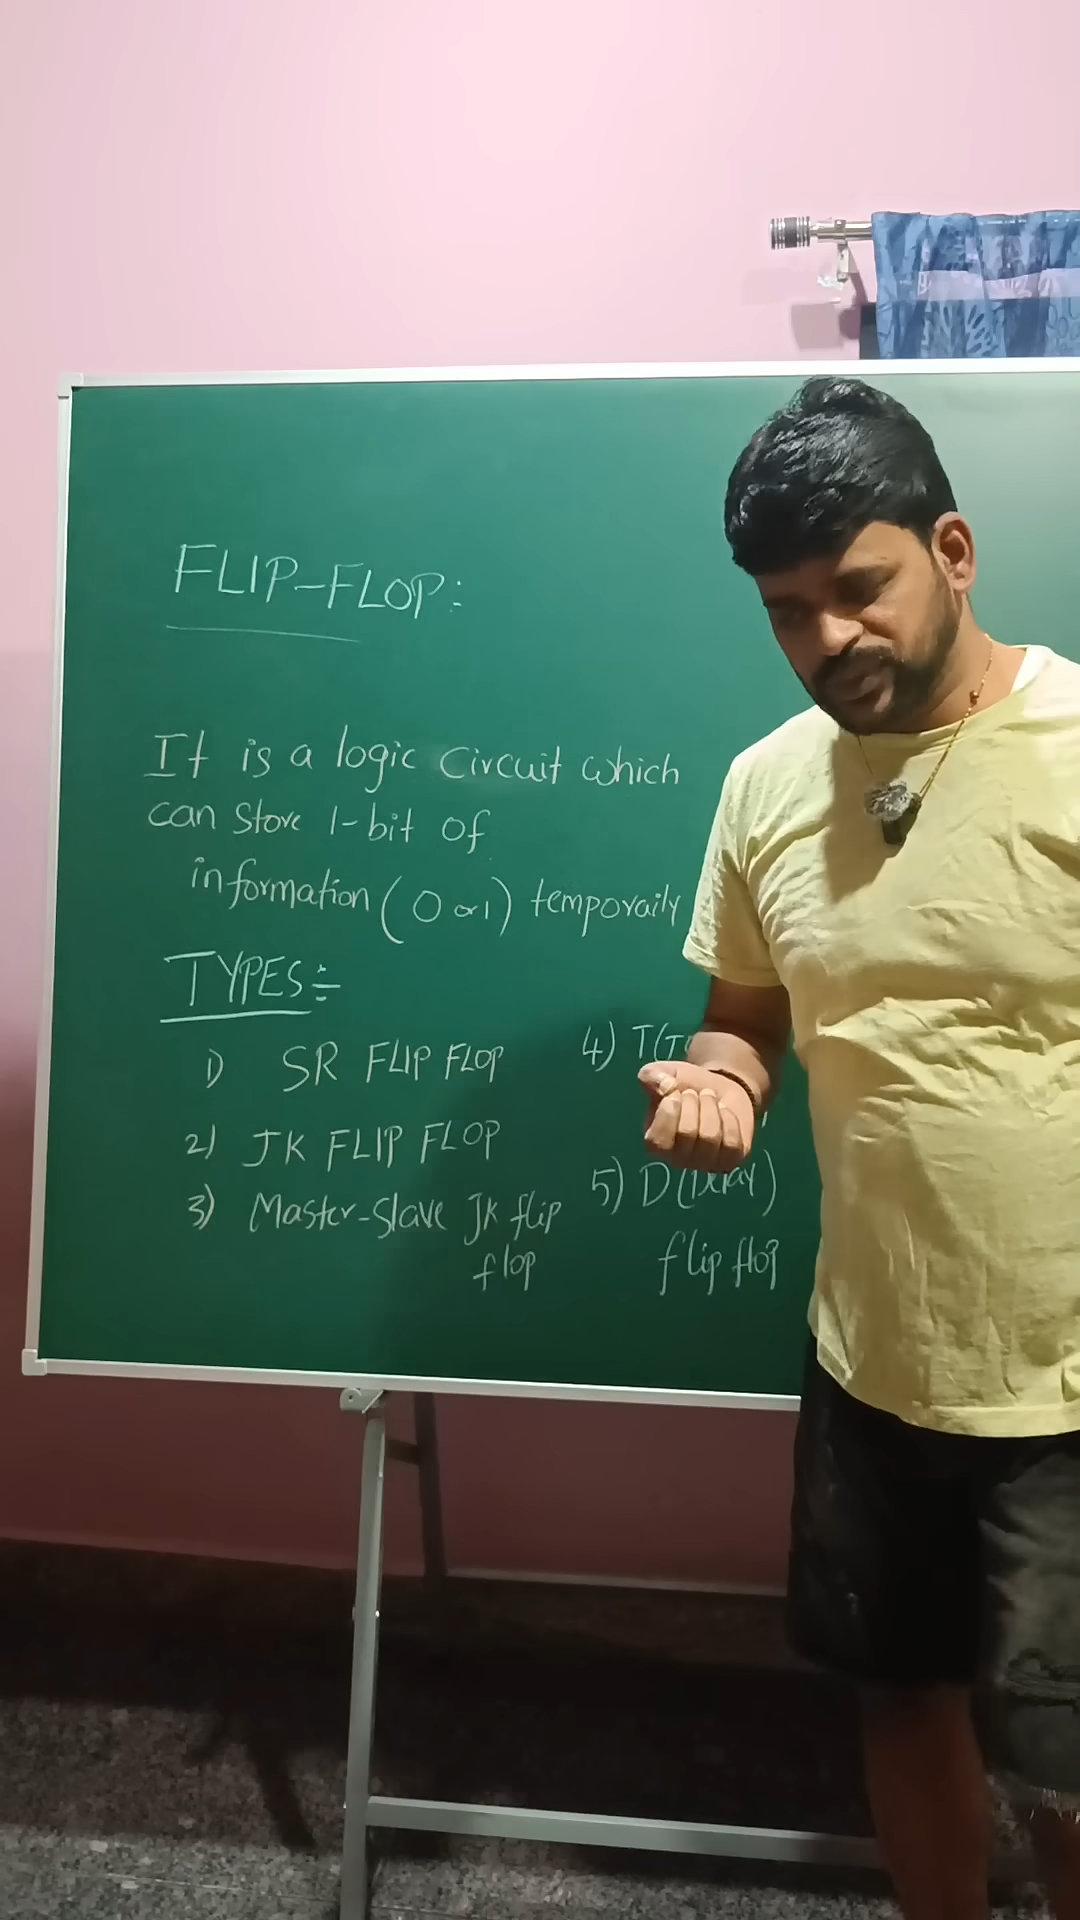 FLIP-FLOP:
It is a logic circuit which
can store 1-bit of
information (0 or 1) temporaily
TYPES:
1) SR FLIP FLOP
2) JK FLIP FLOP
3) Master-Slave JK flip
flop
4) T(
5) D(Delay)
flip flop